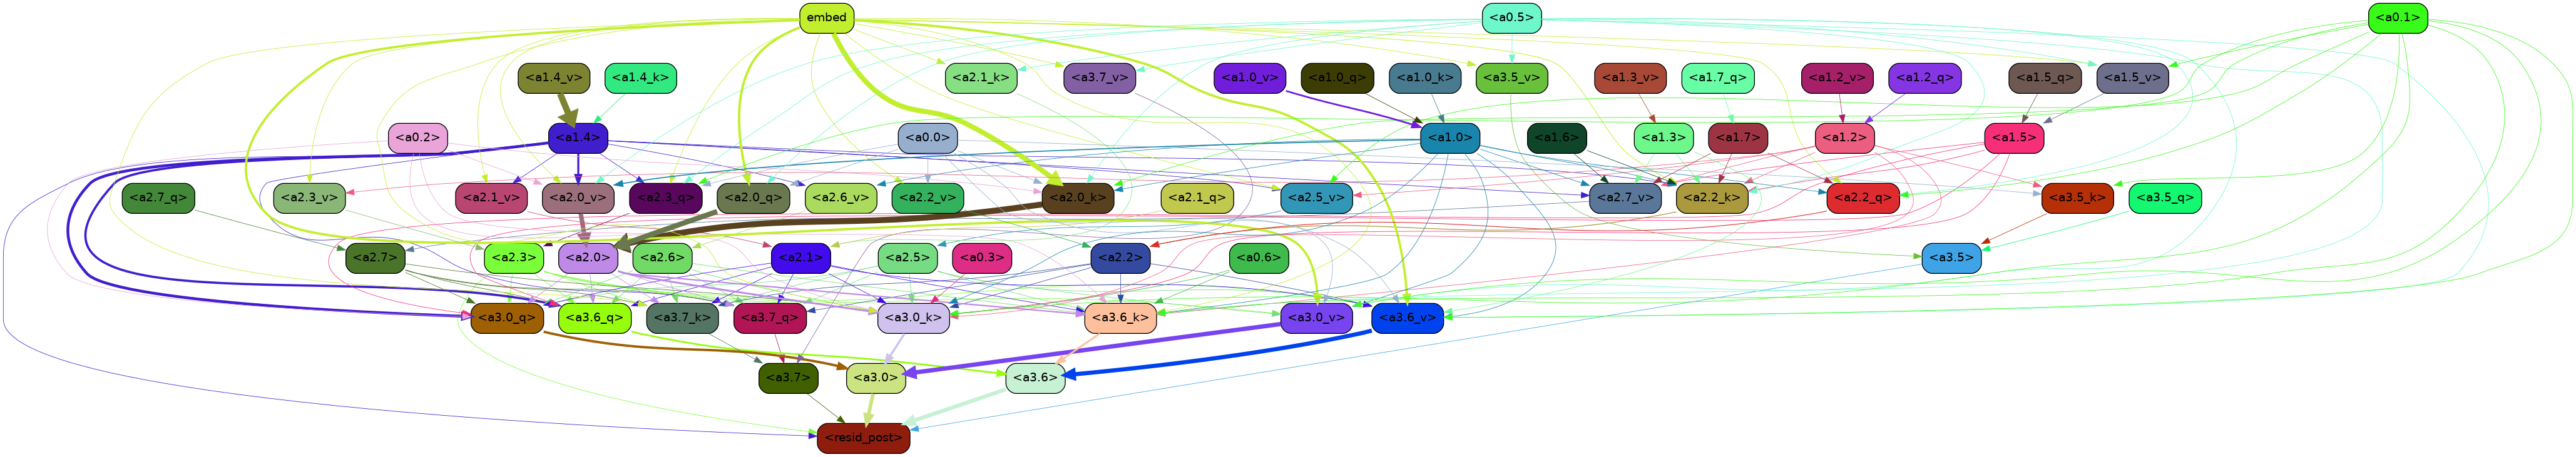 embed <a0.5> <a0.1>
<a1.4_v> <a1.4_k> <a2.1_k> <a3.7_v> <a1.0_v> <a1.0_q> <a1.0_k> <a3.5_v> <a1.3_v> <a1.7_q> <a1.2_v> <a1.2_q> <a1.5_q> <a1.5_v>
<a0.2> <a1.4> <a0.0> <a1.0> <a1.6> <a1.3> <a1.7> <a1.2> <a1.5>
<a2.7_q> <a2.3_v> <a2.1_v> <a2.0_v> <a2.3_q> <a2.0_q> <a2.6_v> <a2.2_v> <a2.0_k> <a2.1_q> <a2.5_v> <a2.7_v> <a2.2_k> <a2.2_q> <a3.5_k> <a3.5_q>
<a2.7> <a2.3> <a2.0> <a2.6> <a2.1> <a2.5> <a0.3> <a2.2> <a0.6> <a3.5>
<a3.0_q> <a3.6_q> <a3.7_k> <a3.7_q> <a3.0_k> <a3.6_k> <a3.0_v> <a3.6_v>
<a3.7> <a3.0> <a3.6>
<resid_post>